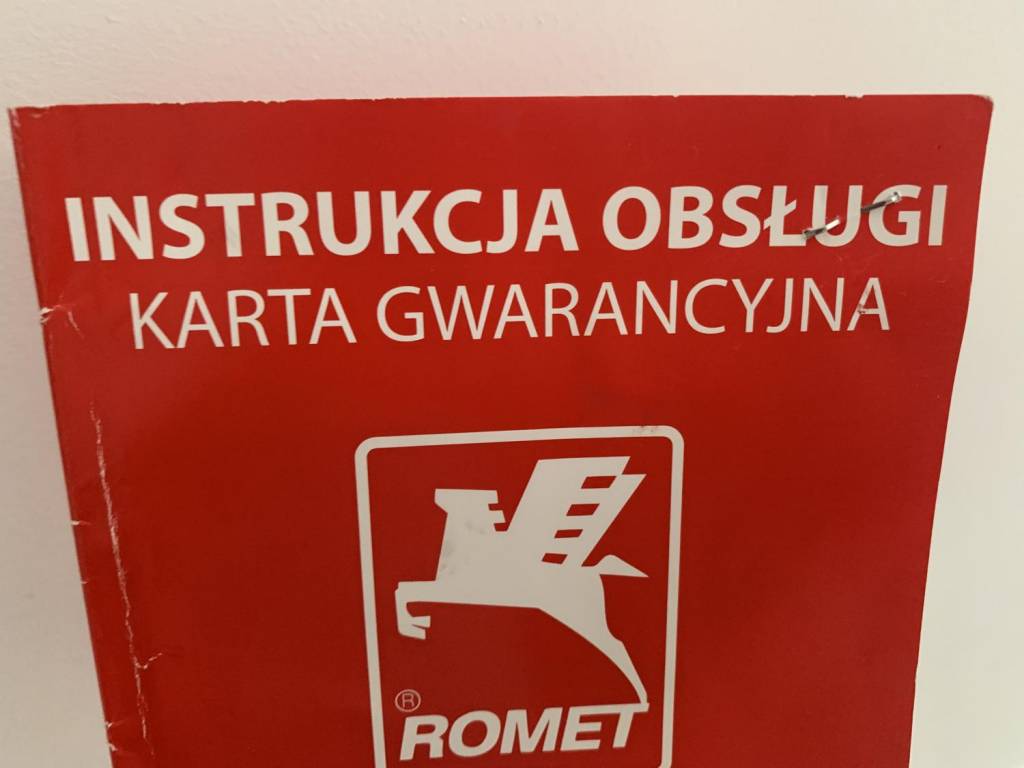 INSTRUKCJA OBSŁUGI
KARTA GWARANCYJNA
®
ROMET